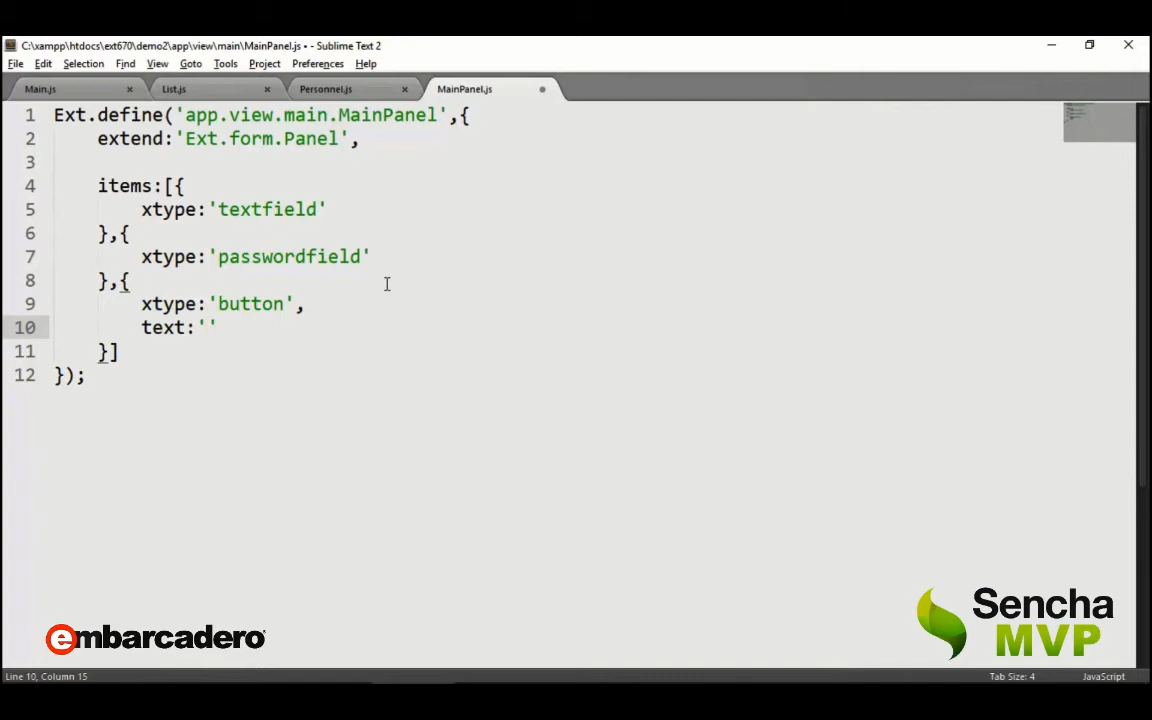 C:\xampp\htdocs\ext670\demo2\app\view\main\MainPanel.js • - Sublime Text 2
File Edit Selection Find View Goto Tools Project Preferences Help
Main.js × List.js × Personnel.js × MainPanel.js
1 Ext.define('app.view.main.MainPanel',{
2 extend:'Ext.form.Panel',
3
4 items:[{
5 xtype:'textfield'
6 },{
7 xtype:'passwordfield'
8 },{
9 xtype:'button',
10 text:''
11 }]
12 });
embarcadero
Sencha
MVP
Line 10, Column 15 Tab Size: 4 JavaScript